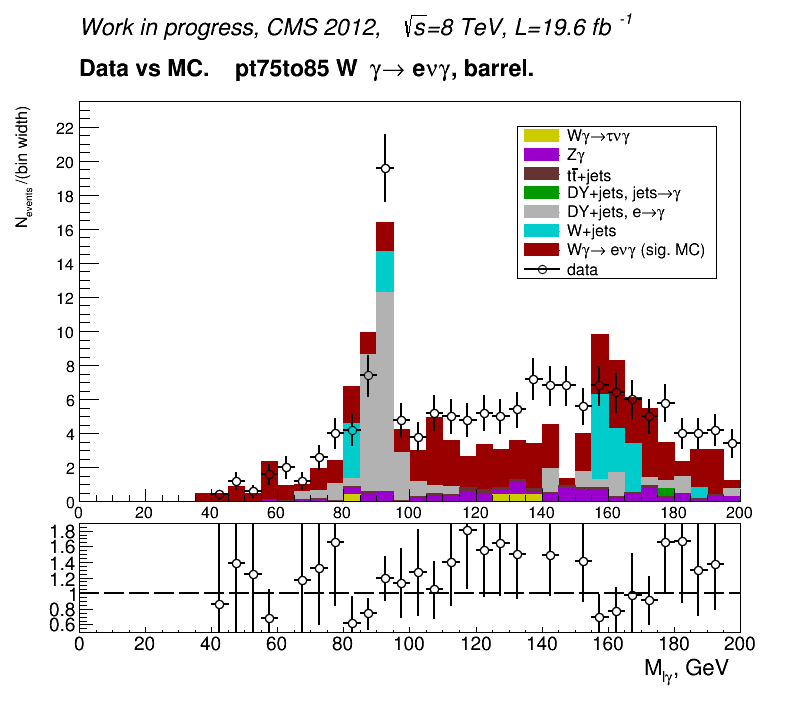 Work in progress, CMS 2012, √s=8 TeV, L=19.6 fb -1
Data vs MC. pt75to85 W γ→ eνγ, barrel.
N events /(bin width)
22
20
18
16
14
12
10
8
6
4
2
0
Wγ→τνγ
Zγ
tt̅+jets
DY+jets, jets→γ
DY+jets, e→γ
W+jets
Wγ→ eνγ (sig. MC)
data
0 20 40 60 80 100 120 140 160 180 200
1.8
1.6
1.4
1.2
1
0.8
0.6
0 20 40 60 80 100 120 140 160 180 200
M lγ, GeV